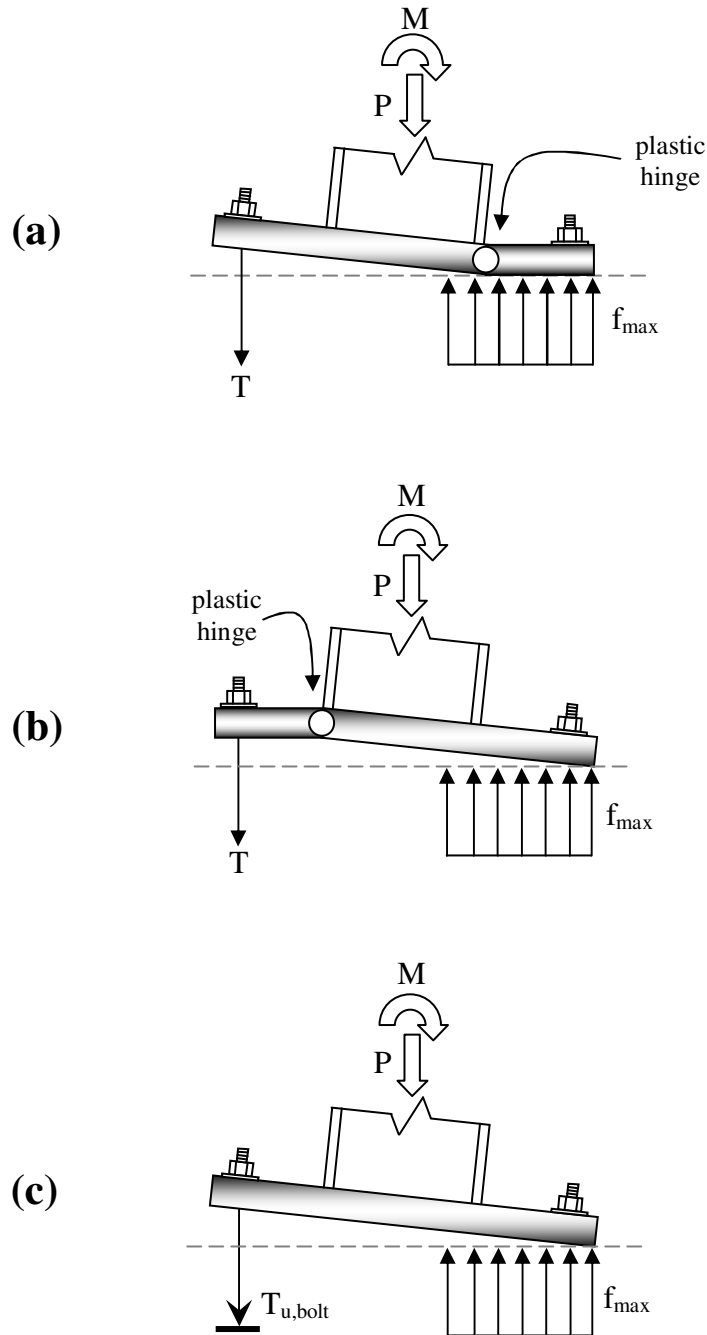 M
P
plastic
hinge
(a)
f_max
T
M
P
plastic
hinge
(b)
f_max
T
M
P
(c)
T_u,bolt
f_max